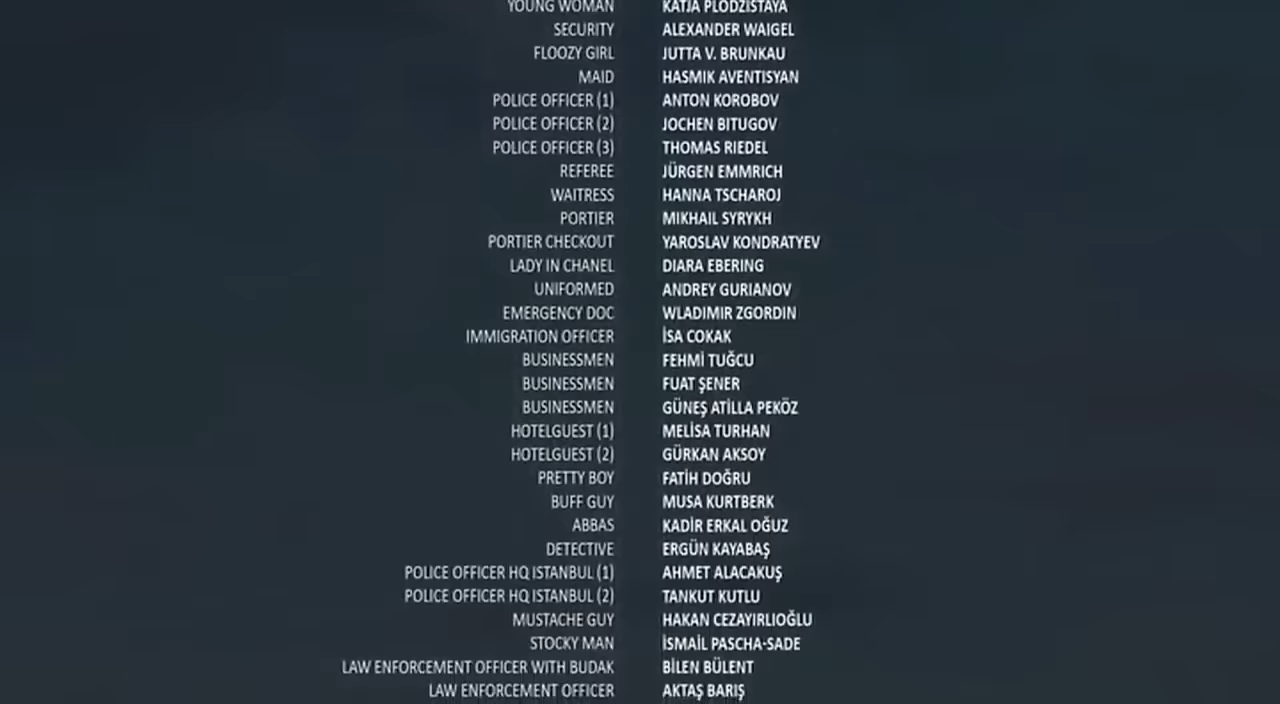 YOUNG WOMAN KATJA PLODZISTAYA
SECURITY ALEXANDER WAIGEL
FLOOZY GIRL JUTTA V. BRUNKAU
MAID HASMIK AVENTISYAN
POLICE OFFICER (1) ANTON KOROBOV
POLICE OFFICER (2) JOCHEN BITUGOV
POLICE OFFICER (3) THOMAS RIEDEL
REFEREE JÜRGEN EMMRICH
WAITRESS HANNA TSCHAROJ
PORTIER MIKHAIL SYRYKH
PORTIER CHECKOUT YAROSLAV KONDRATYEV
LADY IN CHANEL DIARA EBERING
UNIFORMED ANDREY GURIANOV
EMERGENCY DOC WLADIMIR ZGORDIN
IMMIGRATION OFFICER İSA COKAK
BUSINESSMEN FEHMİ TUĞCU
BUSINESSMEN FUAT ŞENER
BUSINESSMEN GÜNEŞ ATİLLA PEKÖZ
HOTELGUEST (1) MELİSA TURHAN
HOTELGUEST (2) GÜRKAN AKSOY
PRETTY BOY FATİH DOĞRU
BUFF GUY MUSA KURTBERK
ABBAS KADİR ERKAL OĞUZ
DETECTIVE ERGÜN KAYABAŞ
POLICE OFFICER HQ ISTANBUL (1) AHMET ALACAKUŞ
POLICE OFFICER HQ ISTANBUL (2) TANKUT KUTLU
MUSTACHE GUY HAKAN CEZAYIRLIOĞLU
STOCKY MAN İSMAİL PASCHA-SADE
LAW ENFORCEMENT OFFICER WITH BUDAK BİLEN BÜLENT
LAW ENFORCEMENT OFFICER AKTAŞ BARIŞ